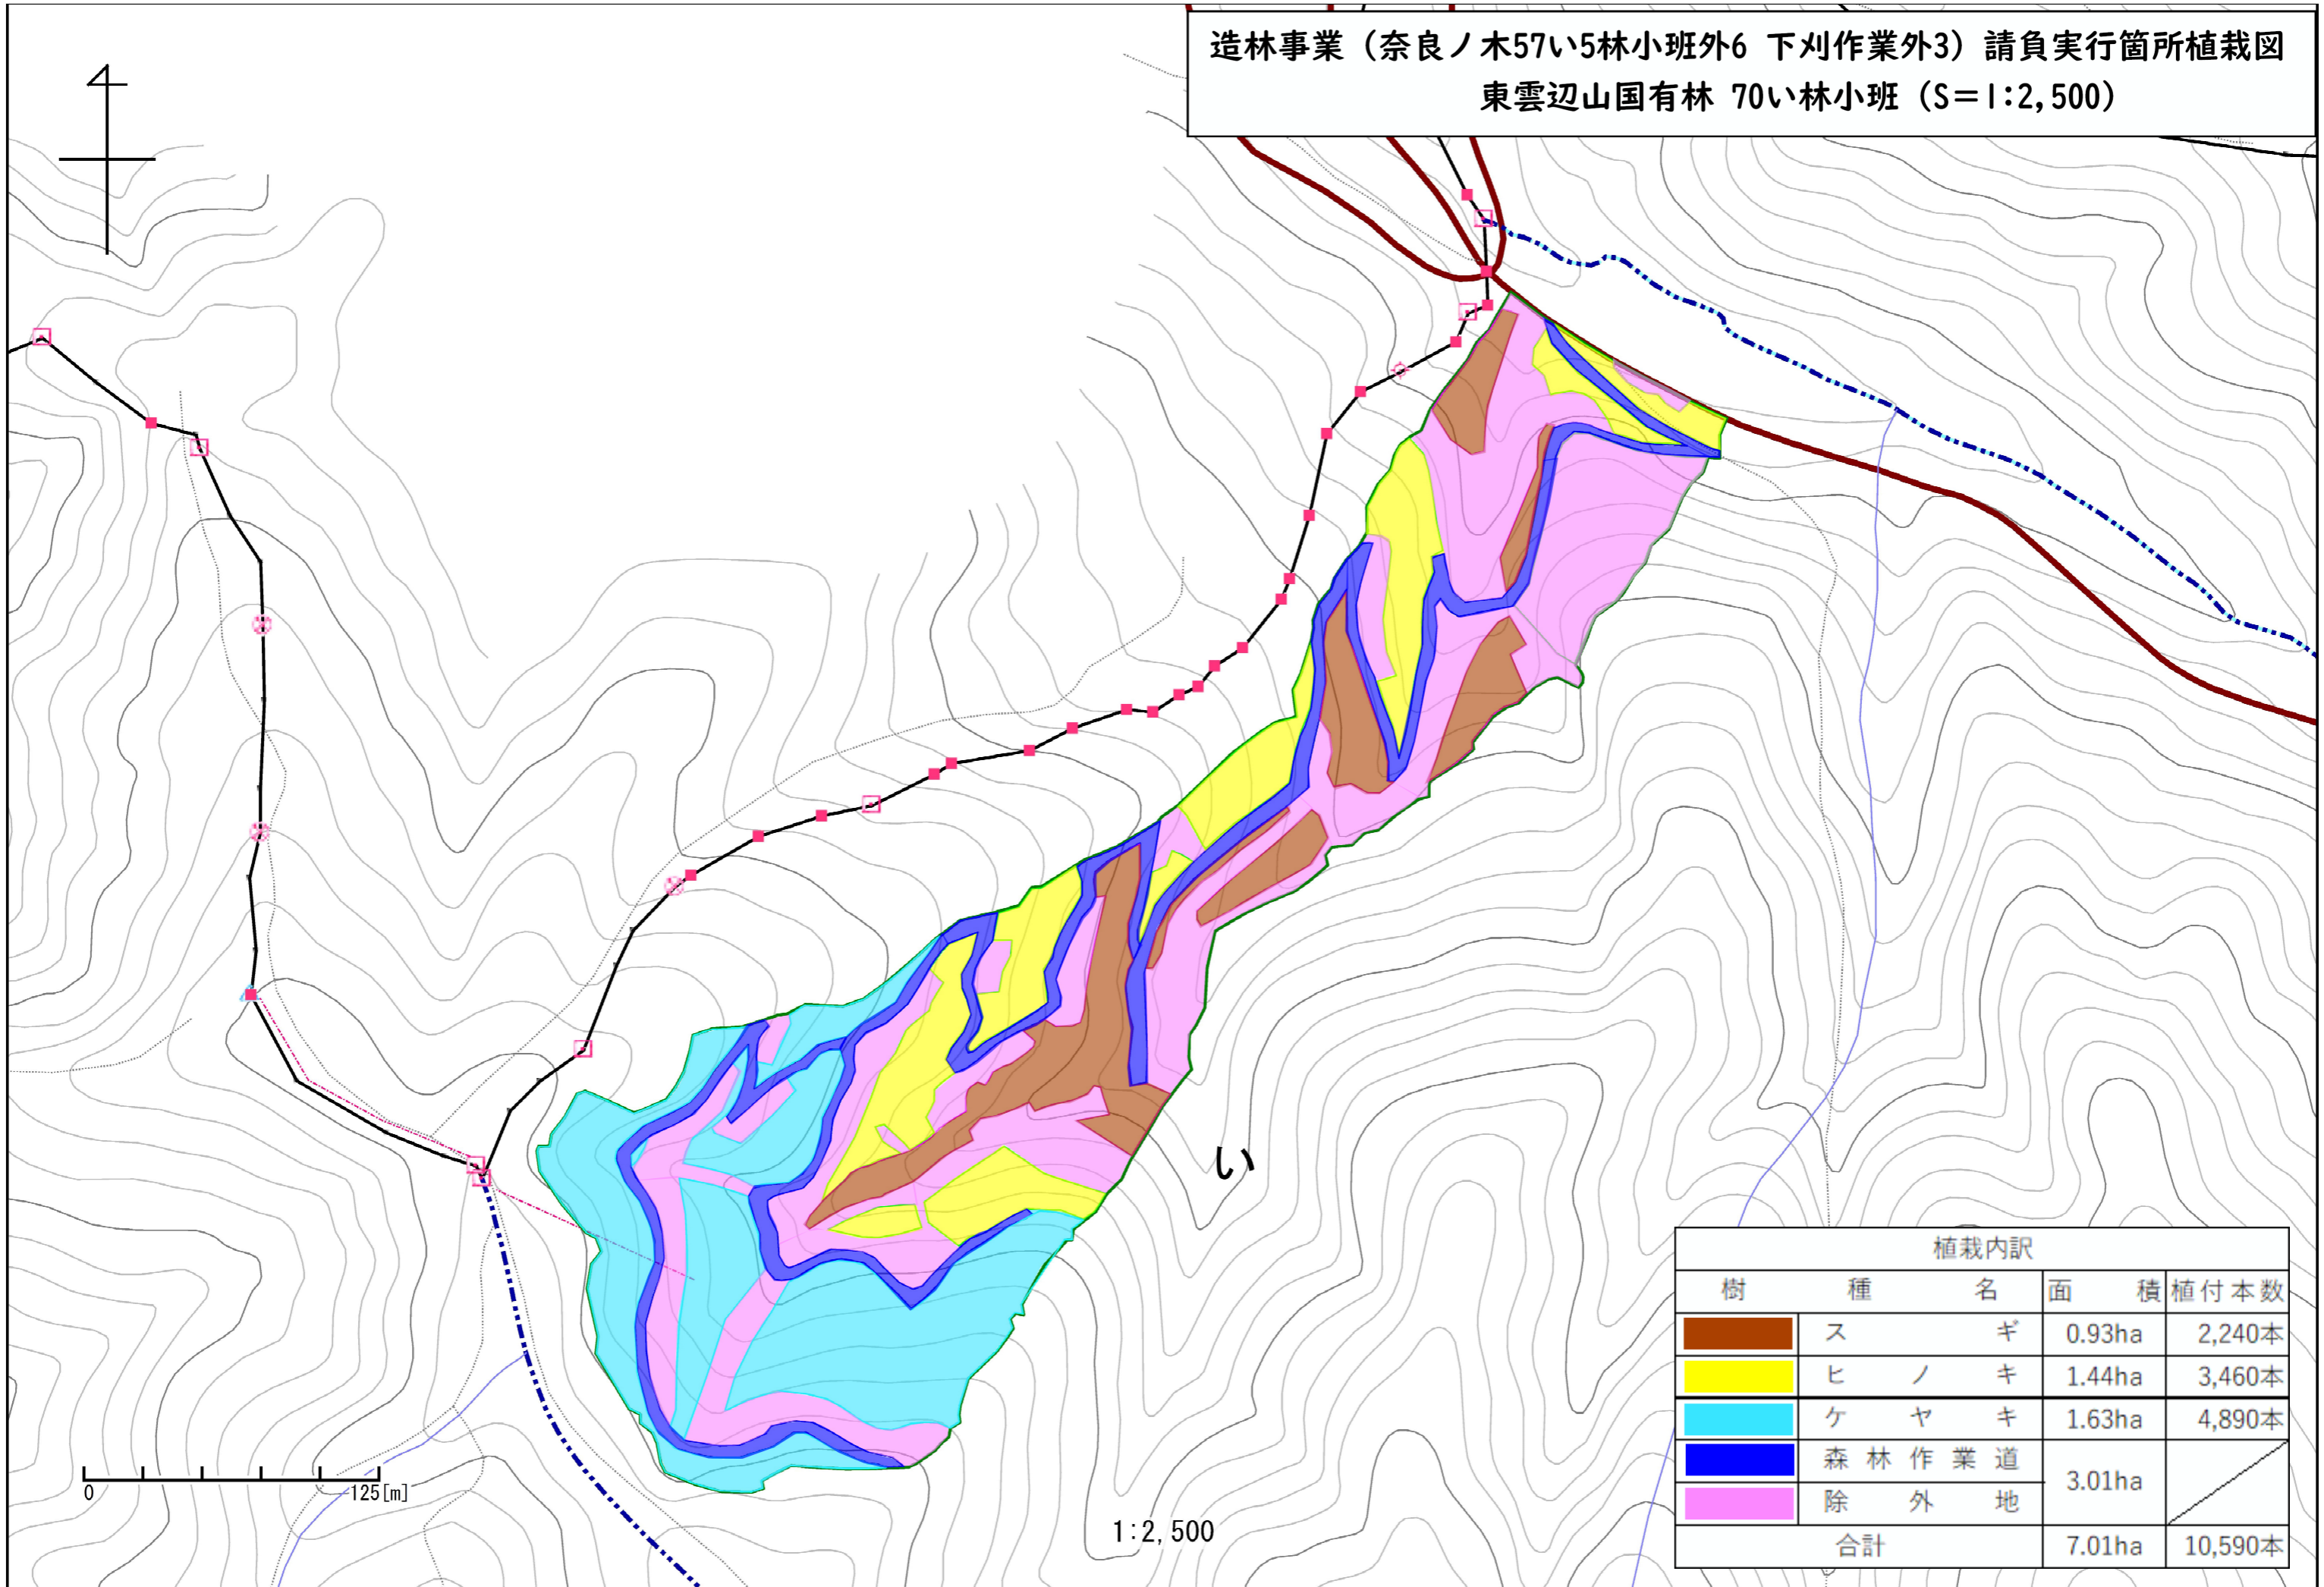 造林事業（奈良ノ木57い5林小班外6 下刈作業外3）請負実行箇所植栽図
東雲辺山国有林 70い林小班（S＝1:2,500）
い
植栽内訳
樹種名 面積 植付本数
スギ 0.93ha 2,240本
ヒノキ 1.44ha 3,460本
ケヤキ 1.63ha 4,890本
森林作業道 3.01ha
除外地
合計 7.01ha 10,590本
0 125[m]
1:2,500